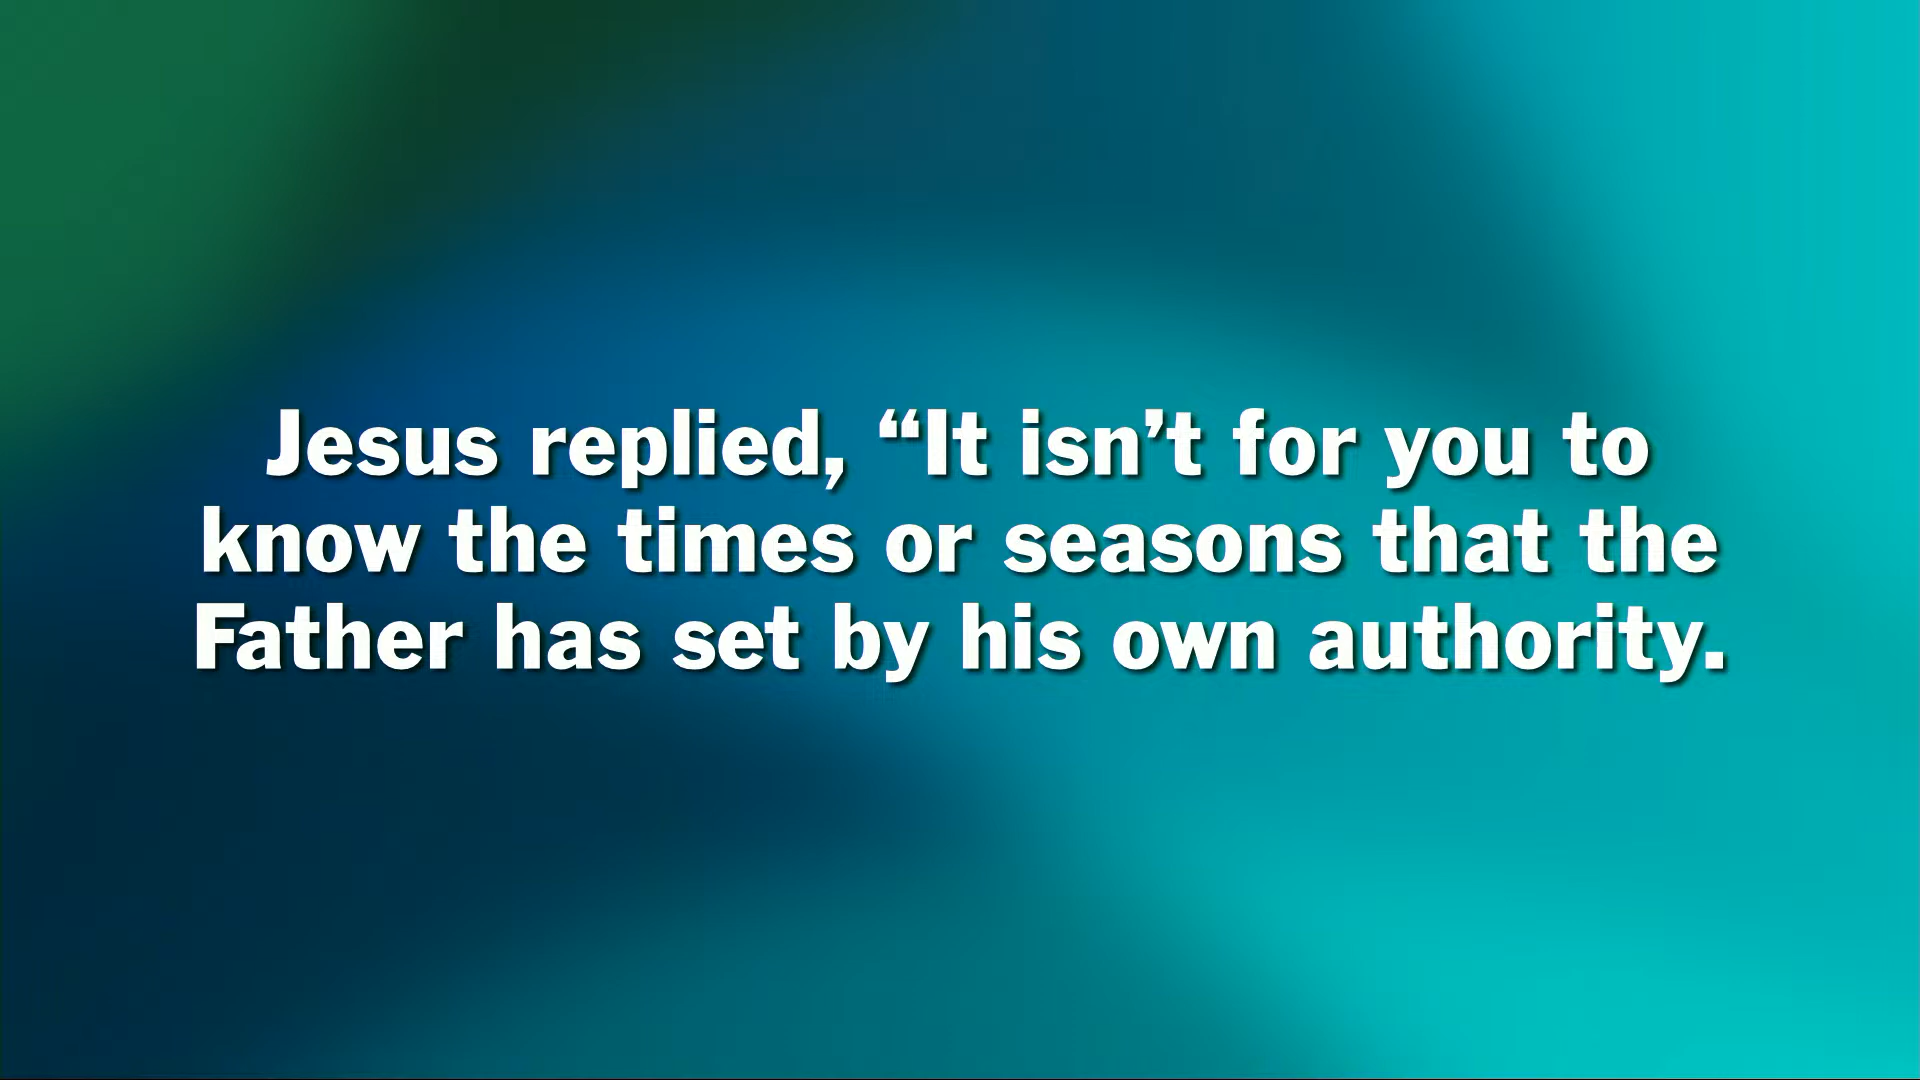 Jesus replied, “It isn’t for you to
know the times or seasons that the
Father has set by his own authority.